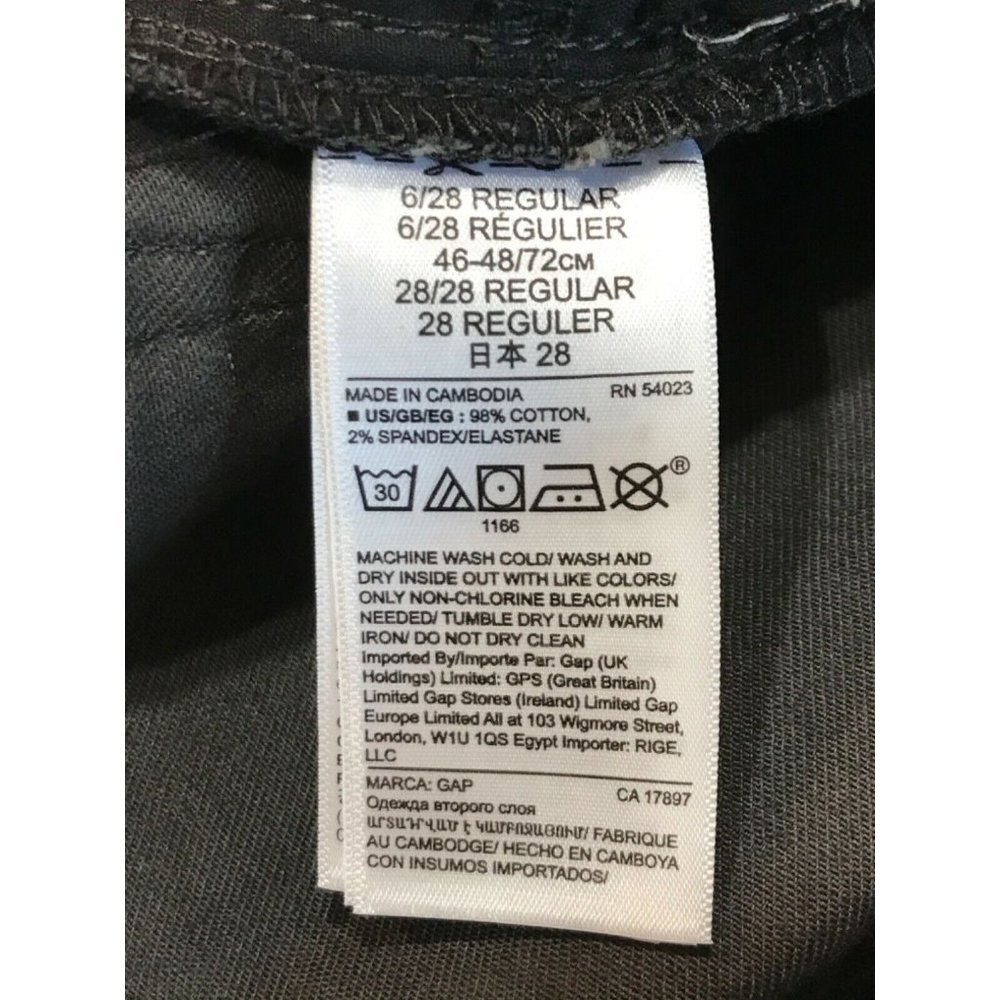 6/28 REGULAR
6/28 RÉGULIER
46-48/72CM
28/28 REGULAR
28 REGULER
日本 28
MADE IN CAMBODIA RN 54023
US/GB/EG : 98% COTTON,
2% SPANDEX/ELASTANE
30 ®
1166
MACHINE WASH COLD/ WASH AND
DRY INSIDE OUT WITH LIKE COLORS/
ONLY NON-CHLORINE BLEACH WHEN
NEEDED/ TUMBLE DRY LOW/ WARM
IRON/ DO NOT DRY CLEAN
Imported By/Importe Par: Gap (UK
Holdings) Limited: GPS (Great Britain)
Limited Gap Stores (Ireland) Limited Gap
Europe Limited All at 103 Wigmore Street,
London, W1U 1QS Egypt Importer: RIGE,
LLC
MARCA: GAP CA 17897
Одежда второго слоя
ԱՐՏԱԴՐՎԱԾ Է ԿԱՄԲՈՋԱՅՈՒՄ/ FABRIQUE
AU CAMBODGE/ HECHO EN CAMBOYA
CON INSUMOS IMPORTADOS/